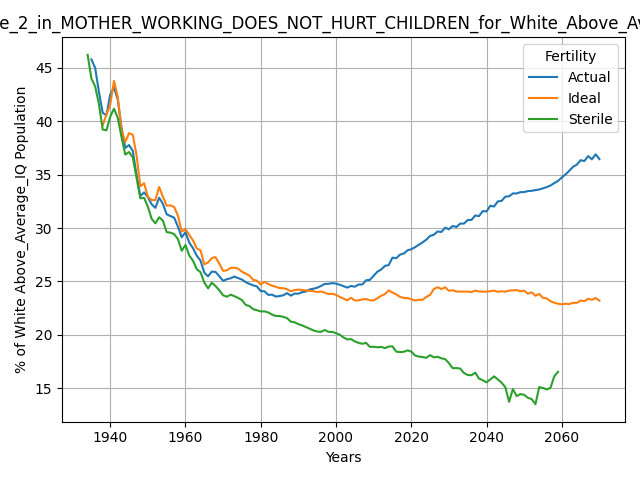 e_2_in_MOTHER_WORKING_DOES_NOT_HURT_CHILDREN_for_White_Above_Av
Fertility
Actual
Ideal
Sterile
% of White Above_Average_IQ Population
45
40
35
30
25
20
15
1940
1960
1980
2000
2020
2040
2060
Years